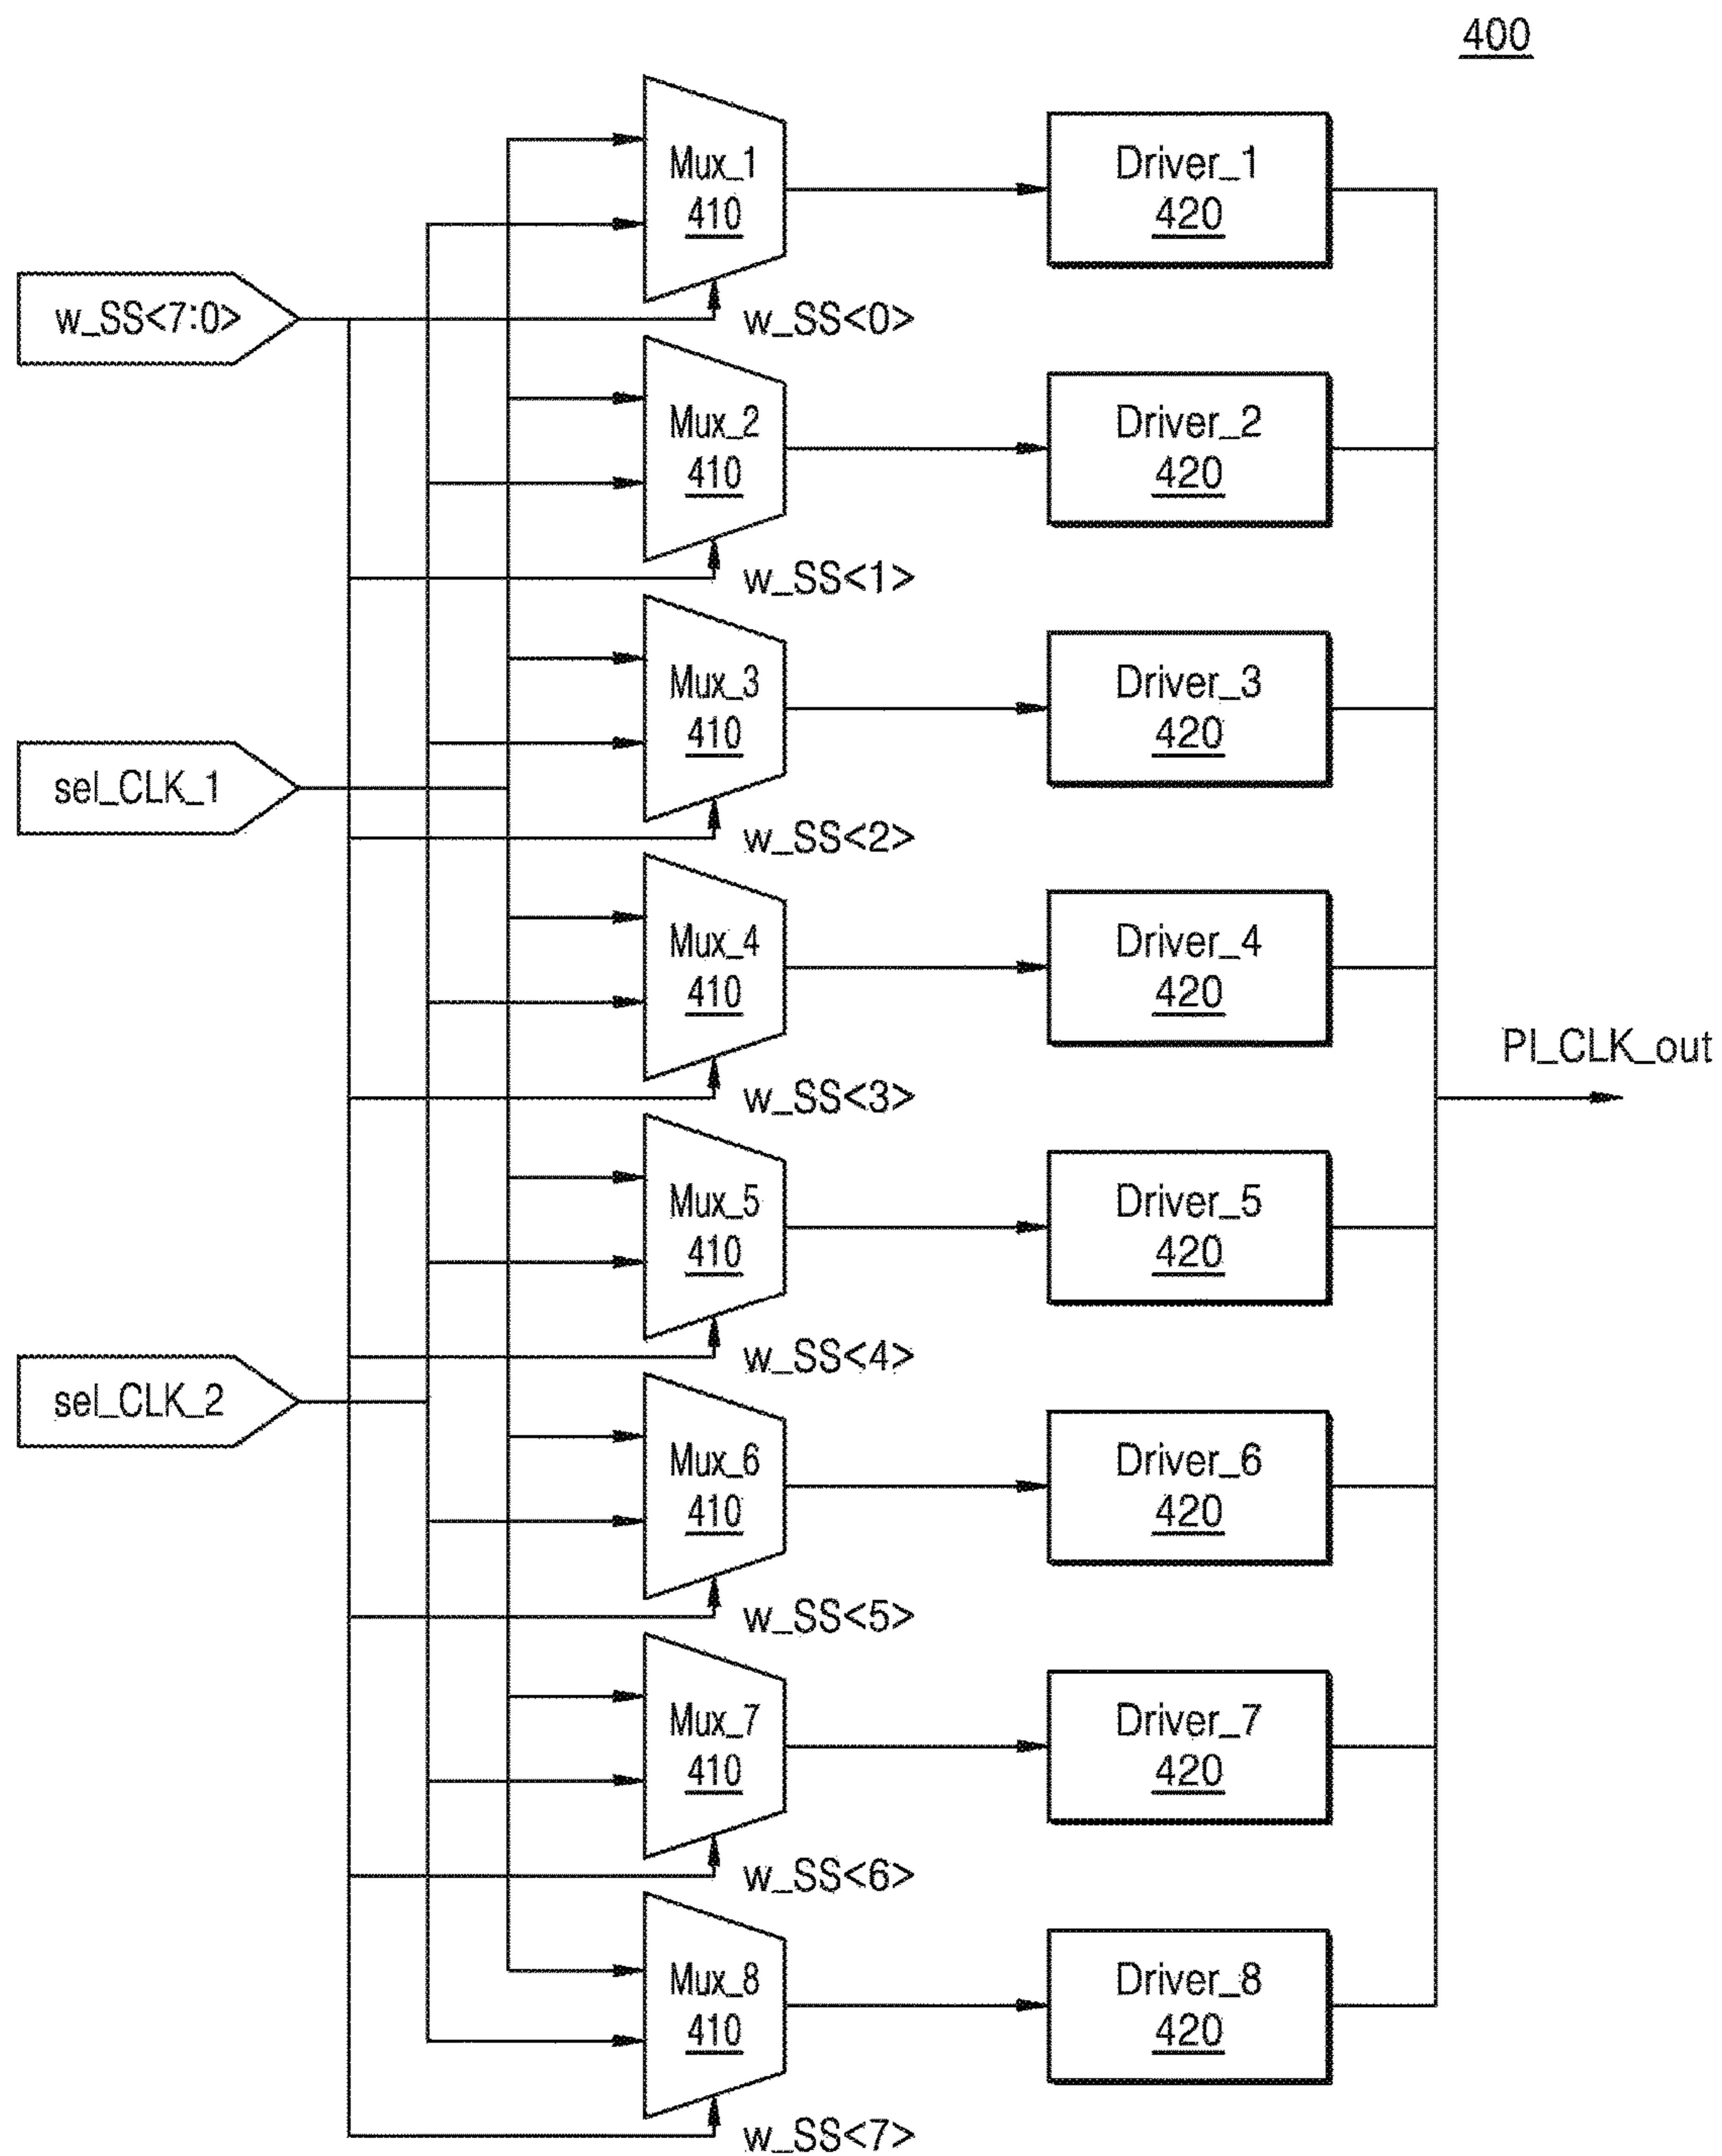 400
Mux_1
410
Driver_1
420
w_SS<7:0>
w_SS<0>
Mux_2
410
Driver_2
420
w_SS<1>
Mux_3
410
Driver_3
420
sel_CLK_1
w_SS<2>
Mux_4
410
Driver_4
420
PI_CLK_out
w_SS<3>
Mux_5
410
Driver_5
420
w_SS<4>
sel_CLK_2
Mux_6
410
Driver_6
420
w_SS<5>
Mux_7
410
Driver_7
420
w_SS<6>
Mux_8
410
Driver_8
420
w_SS<7>